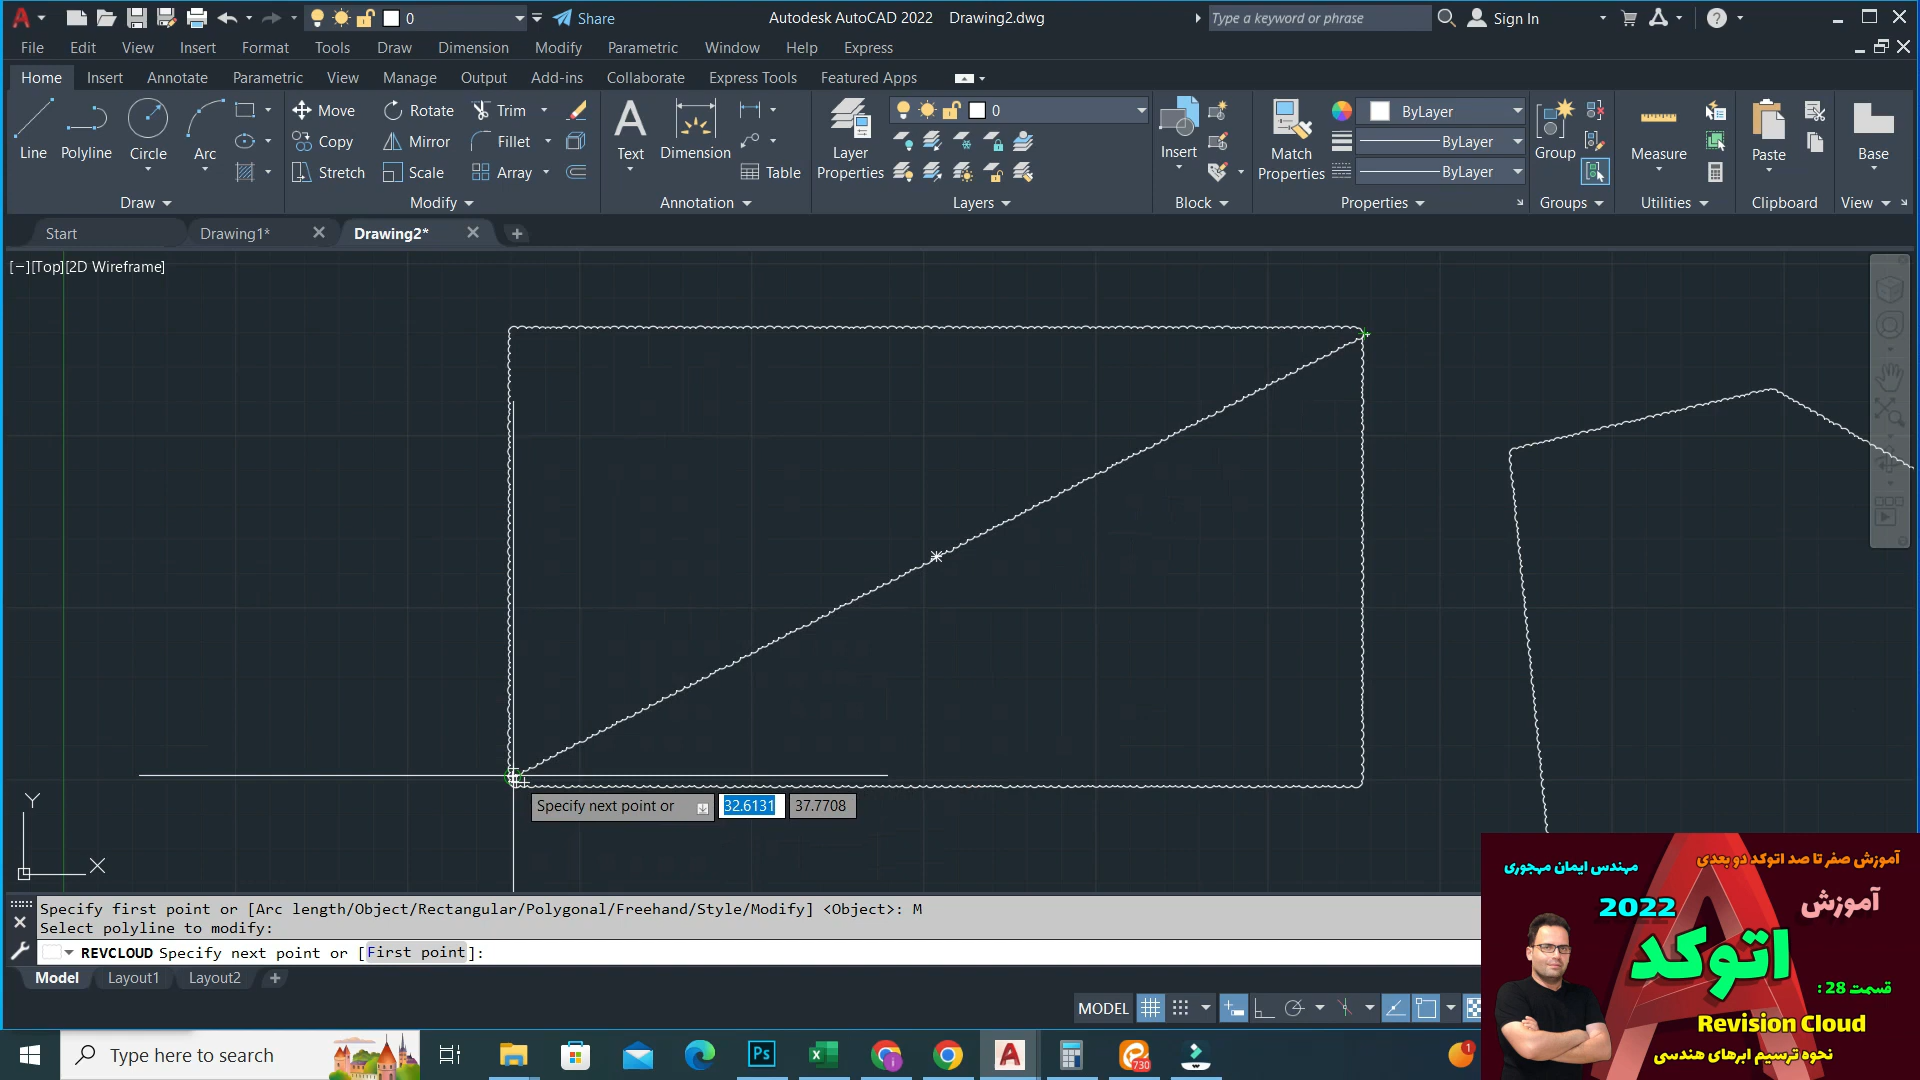 0
Share
Autodesk AutoCAD 2022 Drawing2.dwg
Type a keyword or phrase
Sign In
File Edit View Insert Format Tools Draw Dimension Modify Parametric Window Help Express
Home Insert Annotate Parametric View Manage Output Add-ins Collaborate Express Tools Featured Apps
Line
Polyline
Circle
Arc
Draw
Move
Rotate
Trim
Copy
Mirror
Fillet
Stretch
Scale
Array
Modify
Text
Dimension
Table
Annotation
Layer
Properties
0
Layers
Insert
Block
Match
Properties
ByLayer
ByLayer
ByLayer
Properties
Group
Groups
Measure
Utilities
Paste
Clipboard
Base
View
Start
Drawing1*
Drawing2*
[−][Top][2D Wireframe]
Specify next point or 32.6131 37.7708
Y
X
Specify first point or [Arc length/Object/Rectangular/Polygonal/Freehand/Style/Modify] <Object>: M
Select polyline to modify:
REVCLOUD Specify next point or [First point]:
Model Layout1 Layout2
MODEL
آموزش صفر تا صد اتوکد دو بعدی
مهندس ایمان مهجوری
آموزش
2022
اتوکد
قسمت 28 :
Revision Cloud
نحوه ترسیم ابرهای هندسی
Type here to search
Ps
730
1